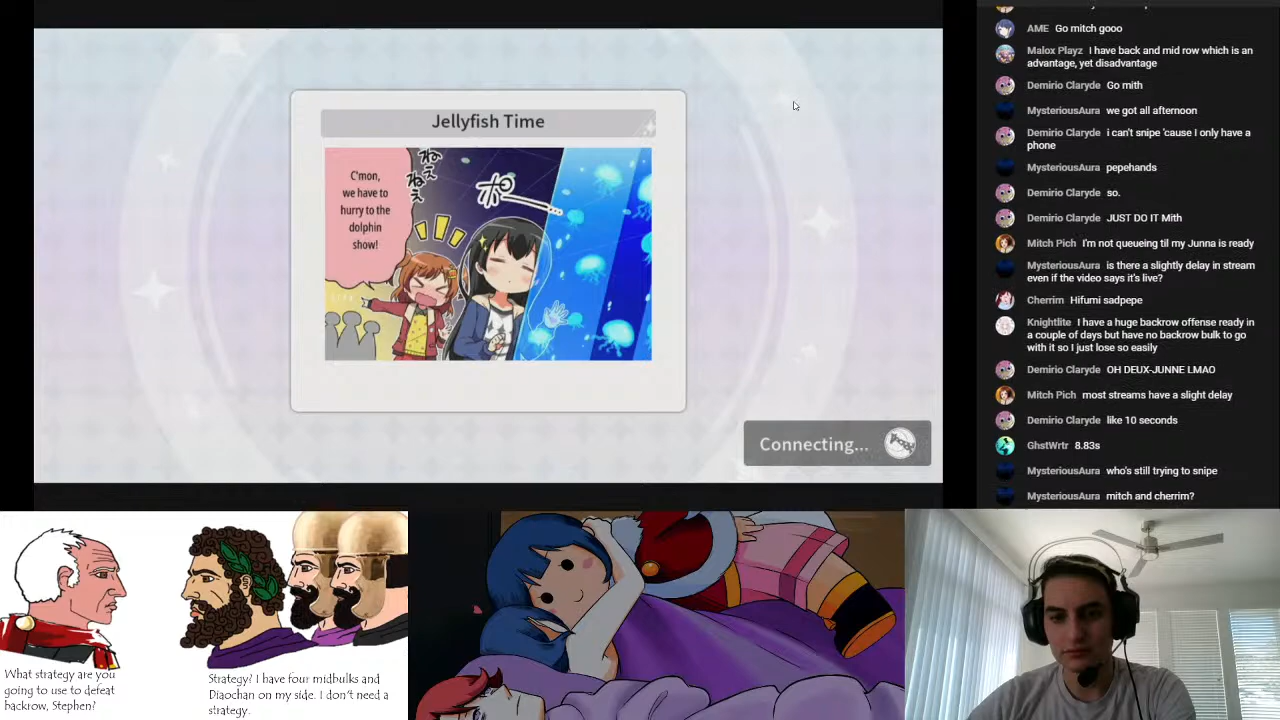 Jellyfish Time
C'mon,
we have to
hurry to the
dolphin
show!
ねえ
ねえ
ポー
Connecting...
AME Go mitch gooo
Malox Playz I have back and mid row which is an
advantage, yet disadvantage
Demirio Claryde Go mith
MysteriousAura we got all afternoon
Demirio Claryde i can't snipe 'cause I only have a
phone
MysteriousAura pepehands
Demirio Claryde so.
Demirio Claryde JUST DO IT Mith
Mitch Pich I'm not queueing til my Junna is ready
MysteriousAura is there a slightly delay in stream
even if the video says it's live?
Cherrim Hifumi sadpepe
Knightlite I have a huge backrow offense ready in
a couple of days but have no backrow bulk to go
with it so I just lose so easily
Demirio Claryde OH DEUX-JUNNE LMAO
Mitch Pich most streams have a slight delay
Demirio Claryde like 10 seconds
GhstWrtr 8.83s
MysteriousAura who's still trying to snipe
MysteriousAura mitch and cherrim?
What strategy are you
going to use to defeat
backrow, Stephen?
Strategy? I have four midbulks and
Diaochan on my side. I don't need a
strategy.